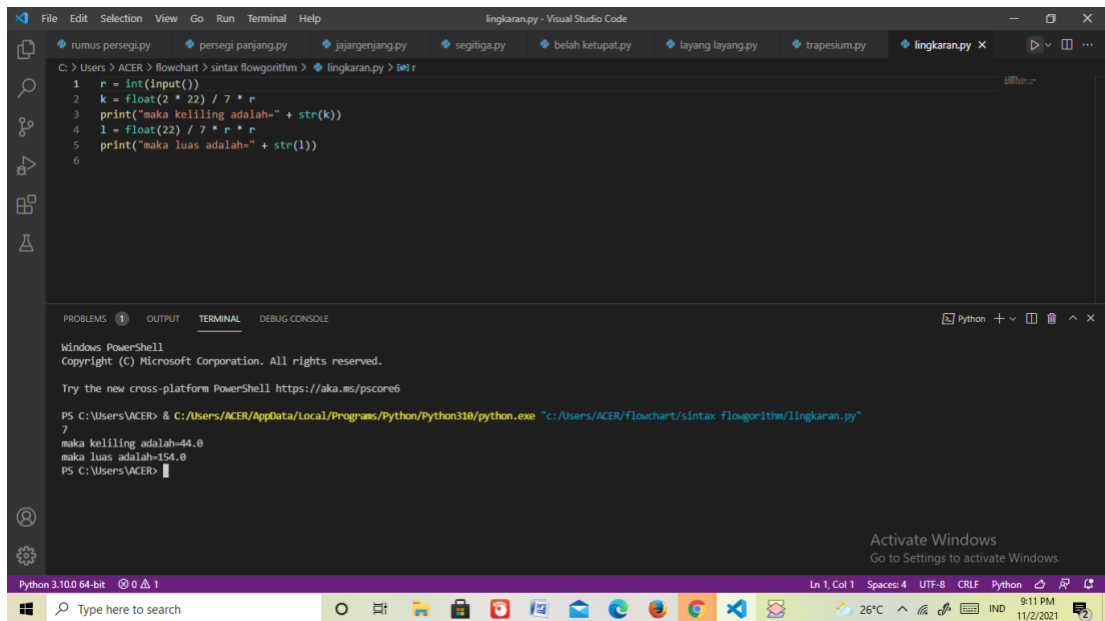 File Edit Selection View Go Run Terminal Help lingkaran.py - Visual Studio Code
rumus persegi.py persegi panjang.py jajargenjang.py segitiga.py belah ketupat.py layang layang.py trapesium.py lingkaran.py
C: > Users > ACER > flowchart > sintax flowgorithm > lingkaran.py > r
1 r = int(input())
2 k = float(2 * 22) / 7 * r
3 print("maka keliling adalah=" + str(k))
4 l = float(22) / 7 * r * r
5 print("maka luas adalah=" + str(l))
6
PROBLEMS 1 OUTPUT TERMINAL DEBUG CONSOLE Python
Windows PowerShell
Copyright (C) Microsoft Corporation. All rights reserved.
Try the new cross-platform PowerShell https://aka.ms/pscore6
PS C:\Users\ACER> & C:/Users/ACER/AppData/Local/Programs/Python/Python310/python.exe "c:/Users/ACER/flowchart/sintax flowgorithm/lingkaran.py"
7
maka keliling adalah=44.0
maka luas adalah=154.0
PS C:\Users\ACER>
Activate Windows
Go to Settings to activate Windows.
Python 3.10.0 64-bit 0 1 Ln 1, Col 1 Spaces: 4 UTF-8 CRLF Python
Type here to search 26°C IND 9:11 PM
11/2/2021 2